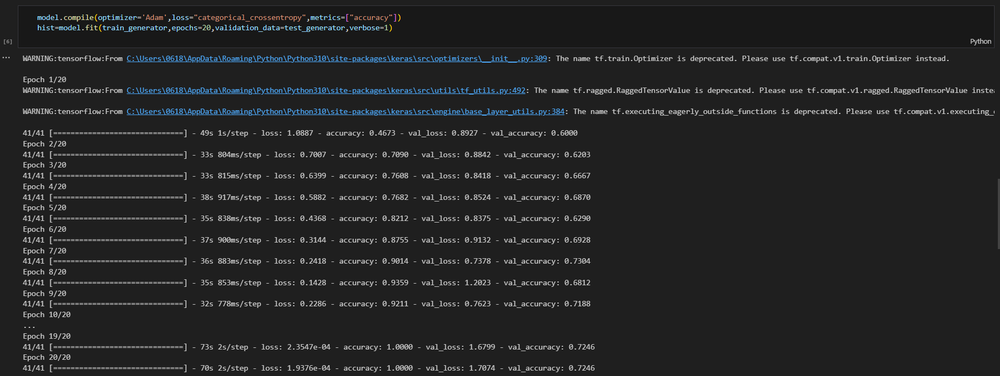 model.compile(optimizer='Adam',loss="categorical_crossentropy",metrics=["accuracy"])
hist=model.fit(train_generator,epochs=20,validation_data=test_generator,verbose=1)
[6]
Python
...
WARNING:tensorflow:From C:\Users\0618\AppData\Roaming\Python\Python310\site-packages\keras\src\optimizers\__init__.py:309: The name tf.train.Optimizer is deprecated. Please use tf.compat.v1.train.Optimizer instead.
Epoch 1/20
WARNING:tensorflow:From C:\Users\0618\AppData\Roaming\Python\Python310\site-packages\keras\src\utils\tf_utils.py:492: The name tf.ragged.RaggedTensorValue is deprecated. Please use tf.compat.v1.ragged.RaggedTensorValue inste
WARNING:tensorflow:From C:\Users\0618\AppData\Roaming\Python\Python310\site-packages\keras\src\engine\base_layer_utils.py:384: The name tf.executing_eagerly_outside_functions is deprecated. Please use tf.compat.v1.executing_
41/41 [==============================] - 49s 1s/step - loss: 1.0887 - accuracy: 0.4673 - val_loss: 0.8927 - val_accuracy: 0.6000
Epoch 2/20
41/41 [==============================] - 33s 804ms/step - loss: 0.7007 - accuracy: 0.7090 - val_loss: 0.8842 - val_accuracy: 0.6203
Epoch 3/20
41/41 [==============================] - 33s 815ms/step - loss: 0.6399 - accuracy: 0.7608 - val_loss: 0.8418 - val_accuracy: 0.6667
Epoch 4/20
41/41 [==============================] - 38s 917ms/step - loss: 0.5882 - accuracy: 0.7682 - val_loss: 0.8524 - val_accuracy: 0.6870
Epoch 5/20
41/41 [==============================] - 35s 838ms/step - loss: 0.4368 - accuracy: 0.8212 - val_loss: 0.8375 - val_accuracy: 0.6290
Epoch 6/20
41/41 [==============================] - 37s 900ms/step - loss: 0.3144 - accuracy: 0.8755 - val_loss: 0.9132 - val_accuracy: 0.6928
Epoch 7/20
41/41 [==============================] - 36s 883ms/step - loss: 0.2418 - accuracy: 0.9014 - val_loss: 0.7378 - val_accuracy: 0.7304
Epoch 8/20
41/41 [==============================] - 35s 853ms/step - loss: 0.1428 - accuracy: 0.9359 - val_loss: 1.2023 - val_accuracy: 0.6812
Epoch 9/20
41/41 [==============================] - 32s 778ms/step - loss: 0.2286 - accuracy: 0.9211 - val_loss: 0.7623 - val_accuracy: 0.7188
Epoch 10/20
...
Epoch 19/20
41/41 [==============================] - 73s 2s/step - loss: 2.3547e-04 - accuracy: 1.0000 - val_loss: 1.6799 - val_accuracy: 0.7246
Epoch 20/20
41/41 [==============================] - 70s 2s/step - loss: 1.9376e-04 - accuracy: 1.0000 - val_loss: 1.7074 - val_accuracy: 0.7246